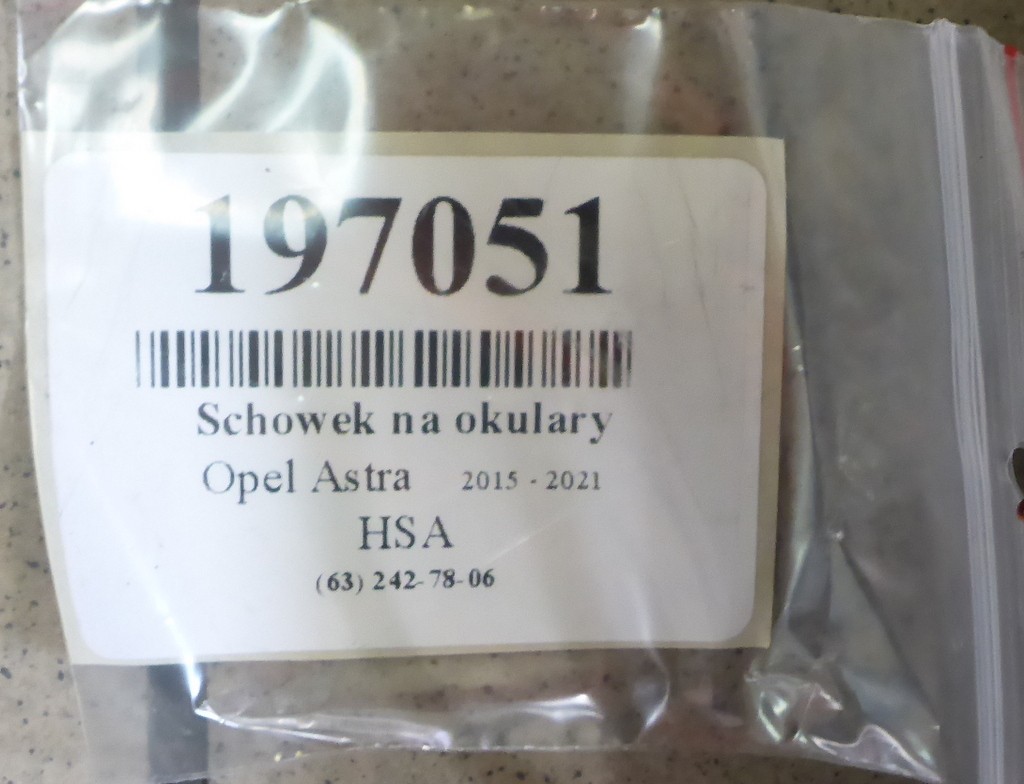 197051
Schowek na okulary
Opel Astra 2015 - 2021
HSA
(63) 242-78-06